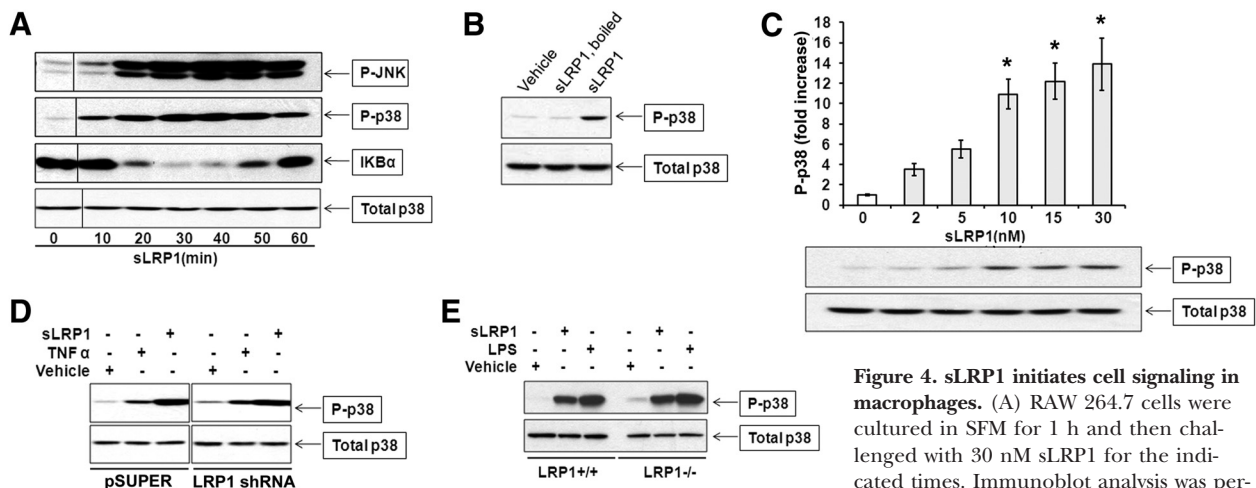 A
P-JNK
P-p38
IKBα
Total p38
0 10 20 30 40 50 60
sLRP1(min)
B
Vehicle
sLRP1, boiled
sLRP1
P-p38
Total p38
C
P-p38 (fold increase)
18
16
14
12
10
8
6
4
2
0
* * *
0 2 5 10 15 30
sLRP1(nM)
P-p38
Total p38
D
sLRP1 - - + - - +
TNF α - + - - + -
Vehicle + - - + - -
P-p38
Total p38
pSUPER LRP1 shRNA
E
sLRP1 - + - - + -
LPS - - + - - +
Vehicle + - - + - -
P-p38
Total p38
LRP1+/+ LRP1-/-
Figure 4. sLRP1 initiates cell signaling in
macrophages. (A) RAW 264.7 cells were
cultured in SFM for 1 h and then chal-
lenged with 30 nM sLRP1 for the indi-
cated times. Immunoblot analysis was per-